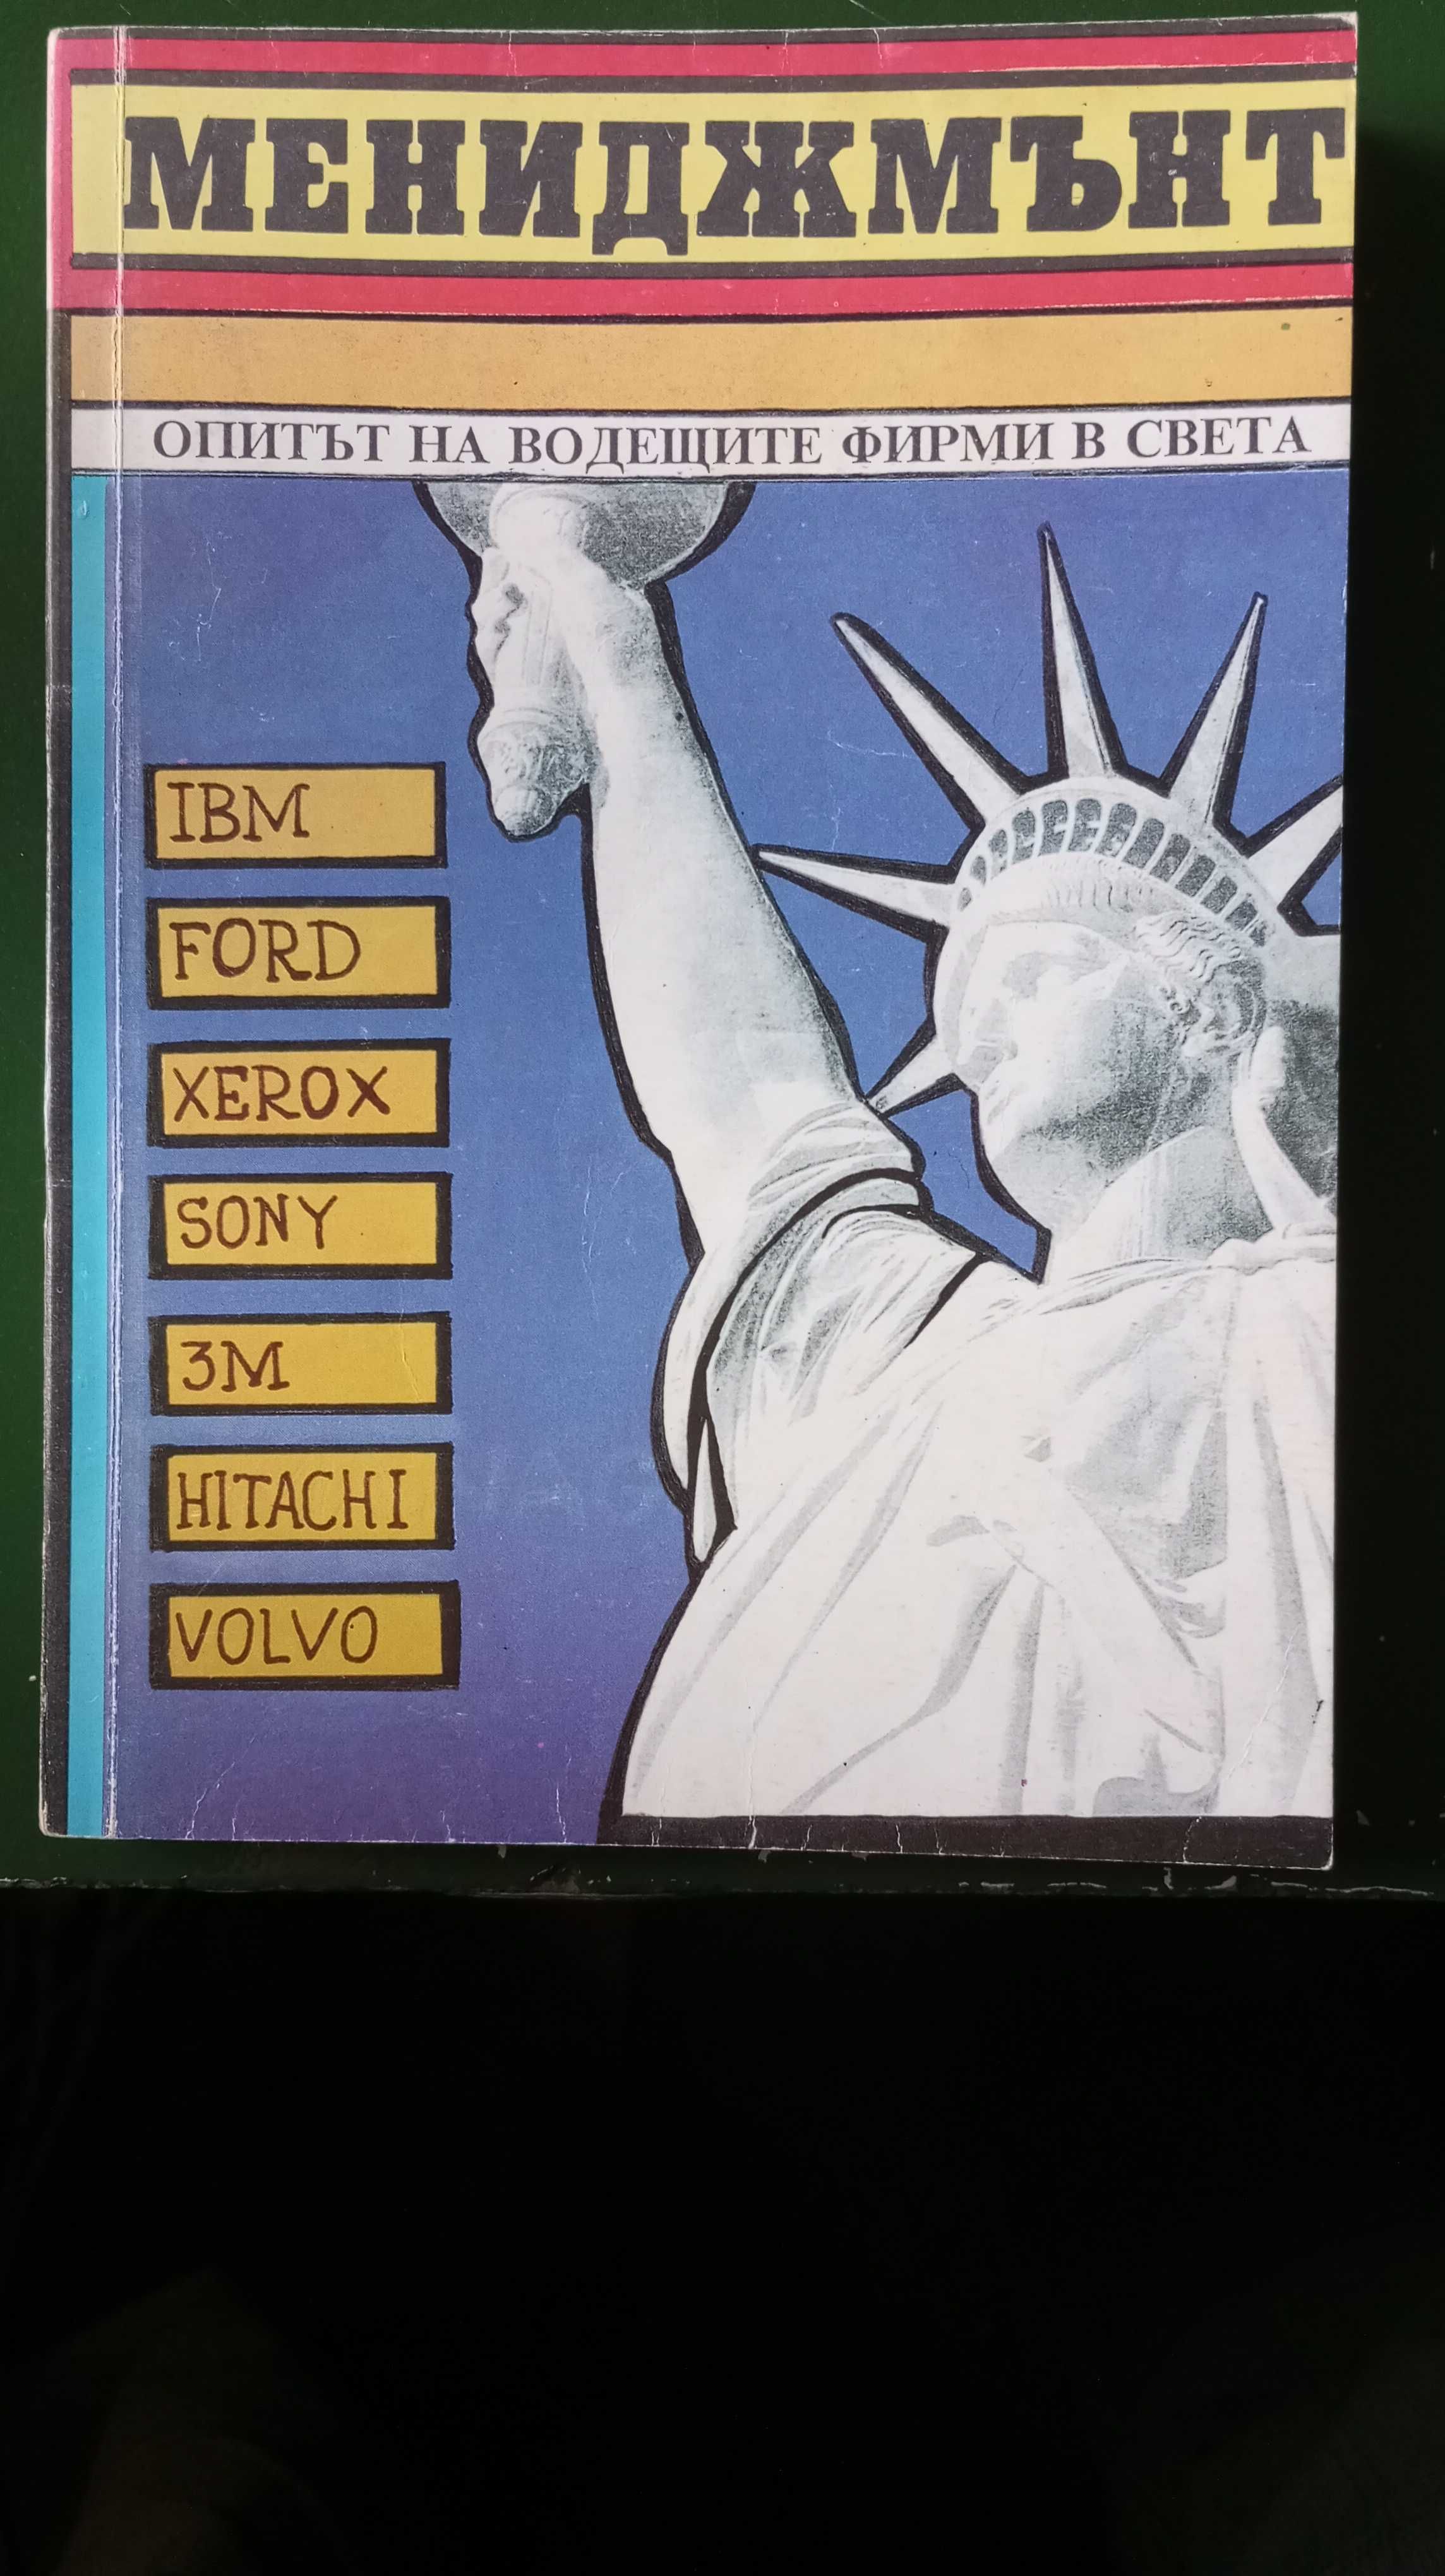 МЕНИДЖМЪНТ
ОПИТЪТ НА ВОДЕЩИТЕ ФИРМИ В СВЕТА
IBM
FORD
XEROX
SONY
3M
HITACHI
VOLVO